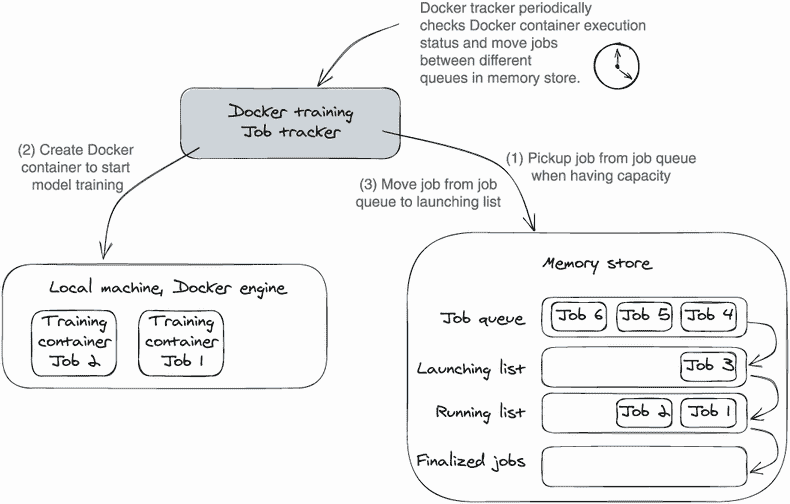 Docker tracker periodically
checks Docker container execution
status and move jobs
between different
queues in memory store.
Docker training
Job tracker
(2) Create Docker
container to start
model training
(1) Pickup job from job queue
when having capacity
(3) Move job from job
queue to launching list
Local machine, Docker engine
Training
container
Job 2
Training
container
Job 1
Memory store
Job queue
Job 6
Job 5
Job 4
Launching list
Job 3
Running list
Job 2
Job 1
Finalized jobs